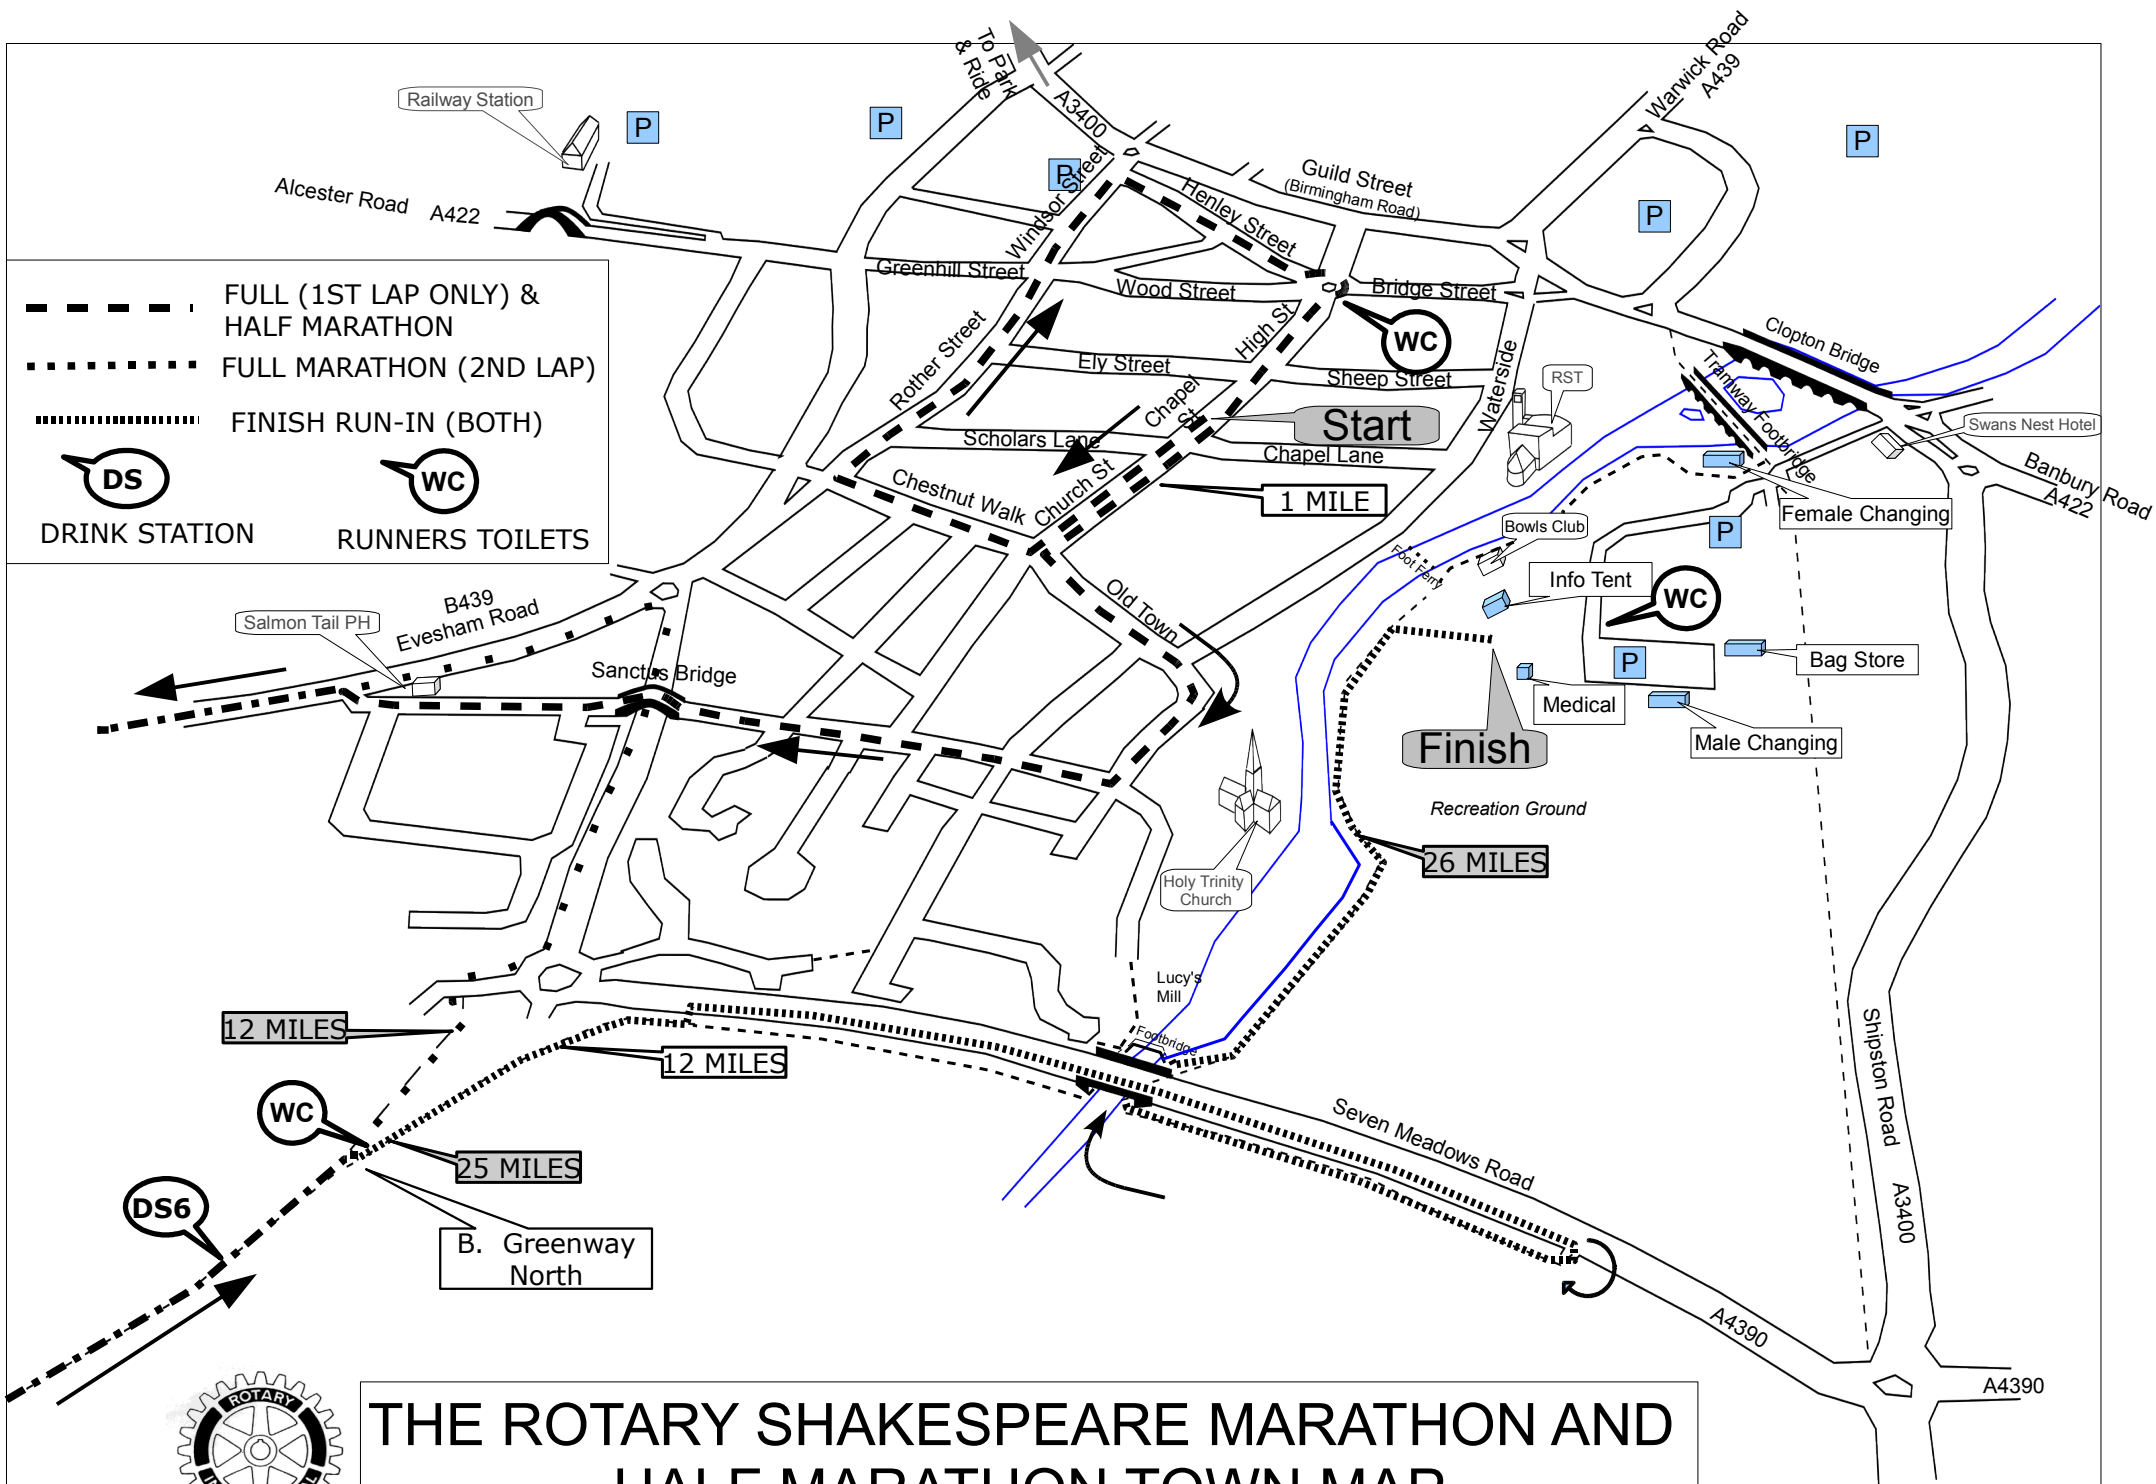 To Park
& Ride
A3400
Warwick Road
A439
Railway Station
P
P
P
P
P
Alcester Road A422
Windsor Street
Henley Street
Guild Street
(Birmingham Road)
Greenhill Street
Wood Street
Bridge Street
FULL (1ST LAP ONLY) &
HALF MARATHON
FULL MARATHON (2ND LAP)
FINISH RUN-IN (BOTH)
DS
WC
DRINK STATION
RUNNERS TOILETS
Rother Street
High St
WC
Ely Street
Sheep Street
Waterside
RST
Clopton Bridge
Tramway Footbridge
Swans Nest Hotel
Banbury Road
A422
Chapel
St
Start
Scholars Lane
Chapel Lane
Chestnut Walk
Church St
1 MILE
Female Changing
P
Bowls Club
Foot Ferry
Info Tent
WC
Old Town
B439
Evesham Road
Salmon Tail PH
Sanctus Bridge
P
Bag Store
Medical
Male Changing
Finish
Recreation Ground
26 MILES
Holy Trinity
Church
Lucy's
Mill
Footbridge
12 MILES
12 MILES
WC
25 MILES
DS6
B. Greenway
North
Seven Meadows Road
Shipston Road
A3400
A4390
A4390
ROTARY
THE ROTARY SHAKESPEARE MARATHON AND
HALF MARATHON TOWN MAP